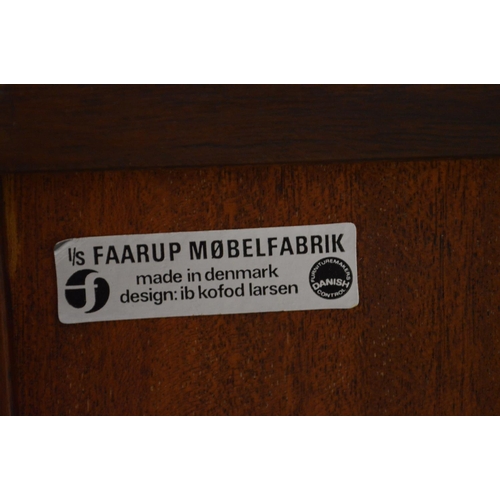 I/S FAARUP MØBELFABRIK
f made in denmark
design: ib kofod larsen
FURNITUREMAKERS
DANISH
CONTROL